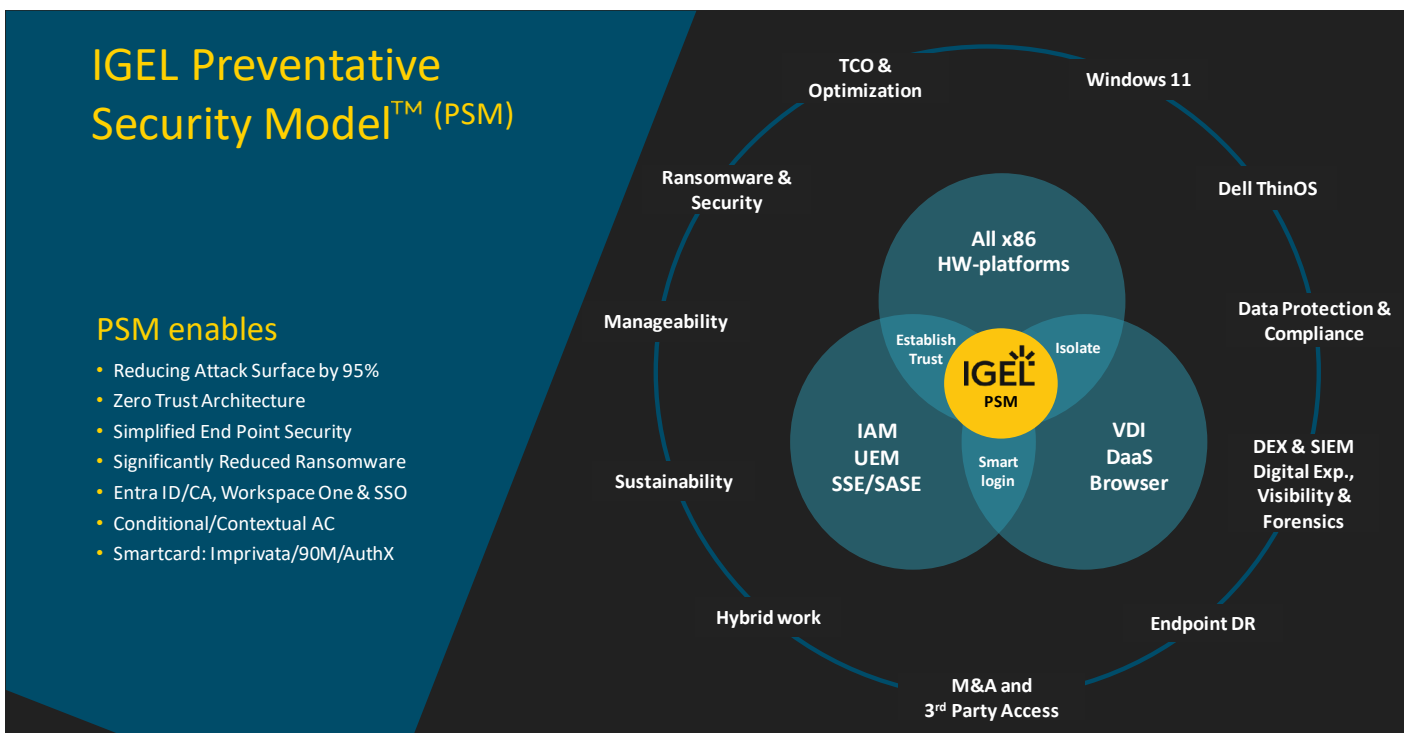 IGEL Preventative
Security Model™ (PSM)
PSM enables
• Reducing Attack Surface by 95%
• Zero Trust Architecture
• Simplified End Point Security
• Significantly Reduced Ransomware
• Entra ID/CA, Workspace One & SSO
• Conditional/Contextual AC
• Smartcard: Imprivata/90M/AuthX
TCO &
Optimization
Windows 11
Ransomware &
Security
Dell ThinOS
All x86
HW-platforms
Manageability
Data Protection &
Compliance
Establish
Trust
Isolate
IGEL
PSM
IAM
UEM
SSE/SASE
Smart
login
VDI
DaaS
Browser
Sustainability
DEX & SIEM
Digital Exp.,
Visibility &
Forensics
Hybrid work
Endpoint DR
M&A and
3rd Party Access